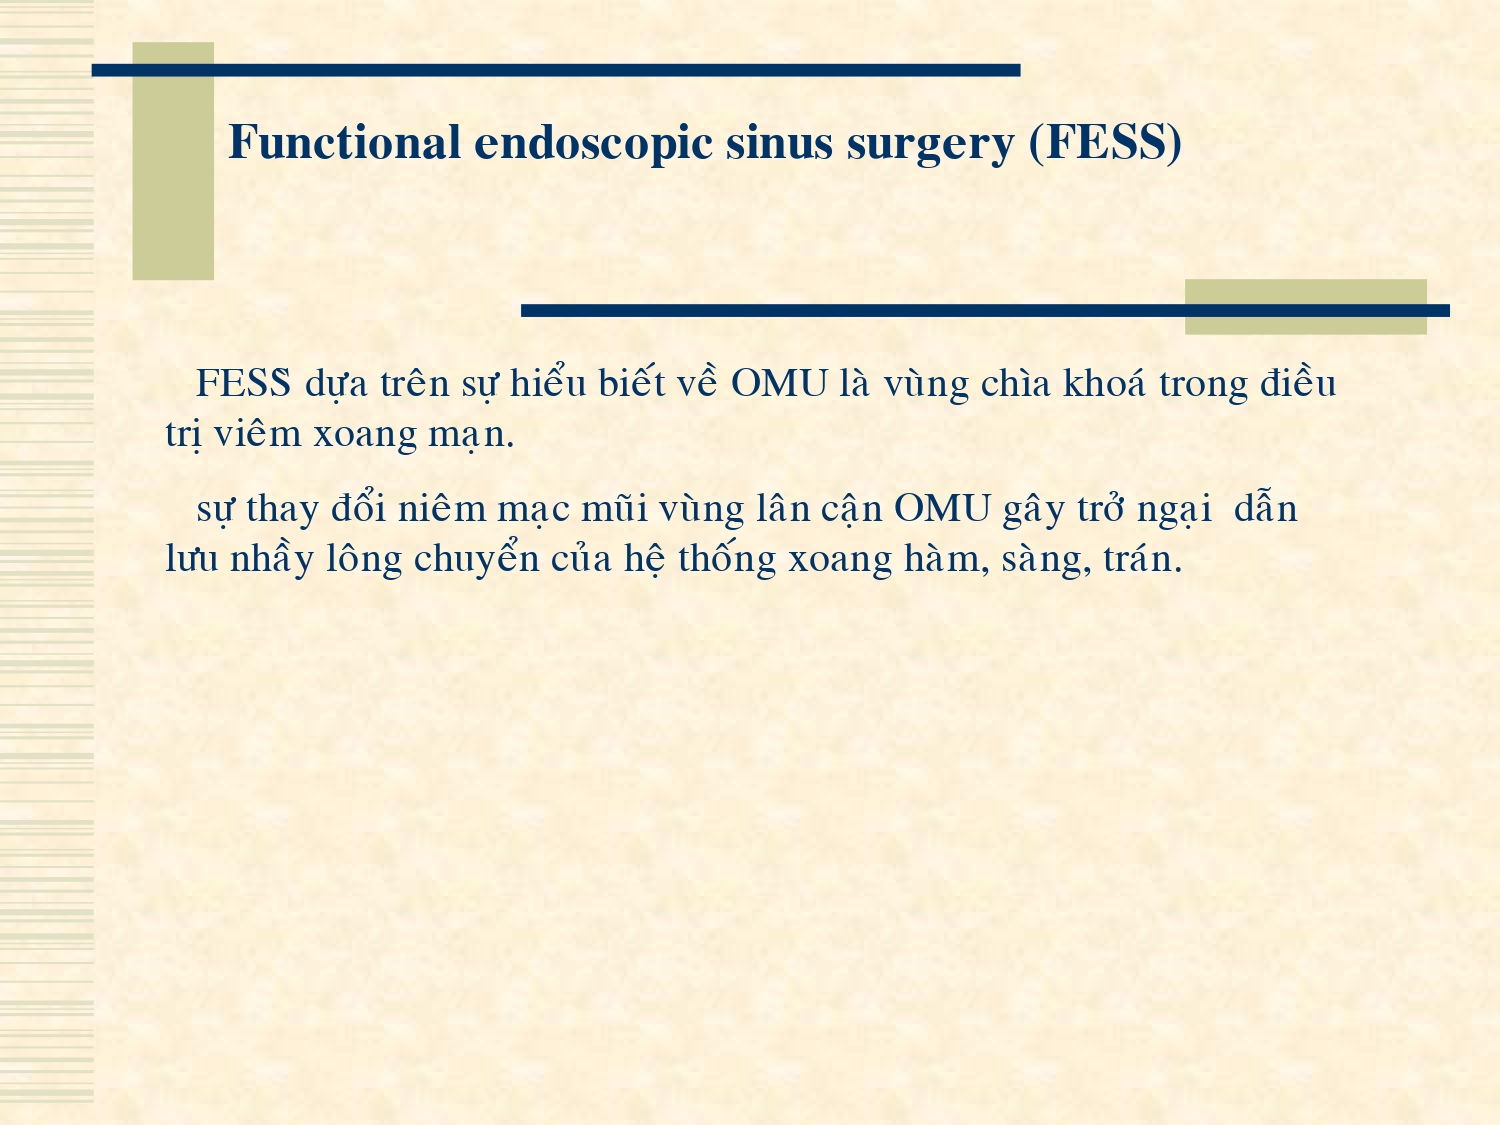 Functional endoscopic sinus surgery (FESS)
FESS dựa trên sự hiểu biết về OMU là vùng chìa khoá trong điều
trị viêm xoang mạn.
sự thay đổi niêm mạc mũi vùng lân cận OMU gây trở ngại dẫn
lưu nhầy lông chuyển của hệ thống xoang hàm, sàng, trán.